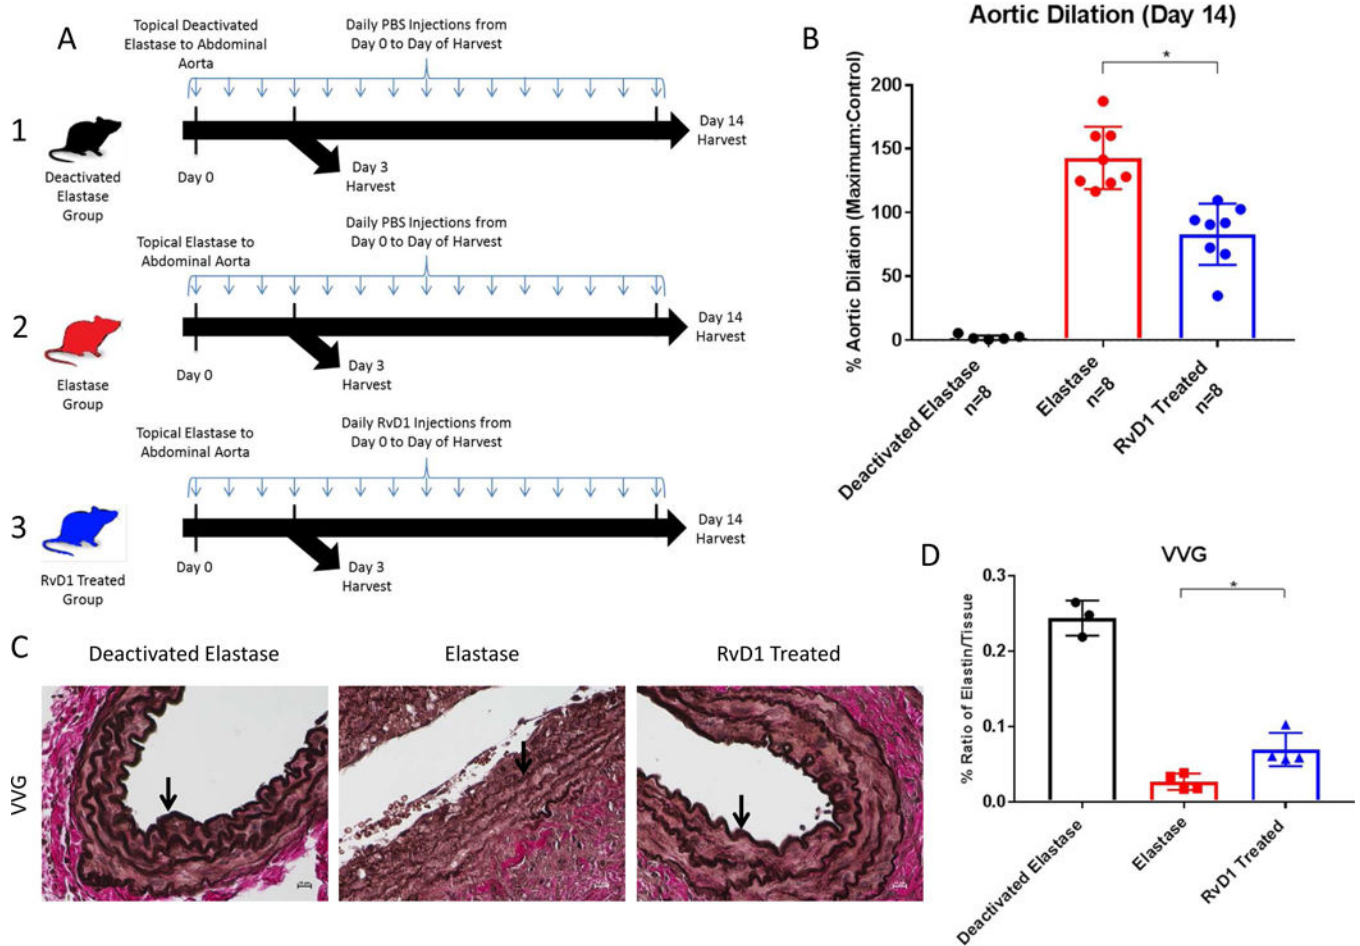 A
Topical Deactivated
Elastase to Abdominal
Aorta
Daily PBS Injections from
Day 0 to Day of Harvest
1
Deactivated
Elastase
Group
Day 0
Day 3
Harvest
Day 14
Harvest
Topical Elastase to
Abdominal Aorta
Daily PBS Injections from
Day 0 to Day of Harvest
2
Elastase
Group
Day 0
Day 3
Harvest
Day 14
Harvest
Topical Elastase to
Abdominal Aorta
Daily RvD1 Injections from
Day 0 to Day of Harvest
3
RvD1 Treated
Group
Day 0
Day 3
Harvest
Day 14
Harvest
B
Aortic Dilation (Day 14)
*
% Aortic Dilation (Maximum:Control)
200
150
100
50
0
Deactivated Elastase
n=8
Elastase
n=8
RvD1 Treated
n=8
C
Deactivated Elastase
Elastase
RvD1 Treated
VVG
D
VVG
*
% Ratio of Elastin/Tissue
0.3
0.2
0.1
0.0
Deactivated Elastase
Elastase
RvD1 Treated